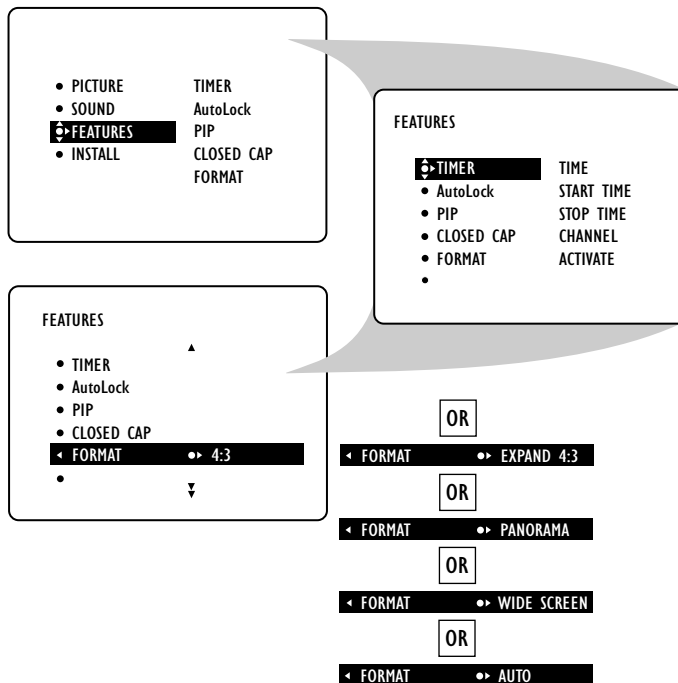 PICTURE TIMER
SOUND AutoLock
FEATURES PIP
INSTALL CLOSED CAP
FORMAT
FEATURES
TIMER TIME
AutoLock START TIME
PIP STOP TIME
CLOSED CAP CHANNEL
FORMAT ACTIVATE
FEATURES
TIMER
AutoLock
PIP
CLOSED CAP
FORMAT 4:3
OR
FORMAT EXPAND 4:3
OR
FORMAT PANORAMA
OR
FORMAT WIDE SCREEN
OR
FORMAT AUTO